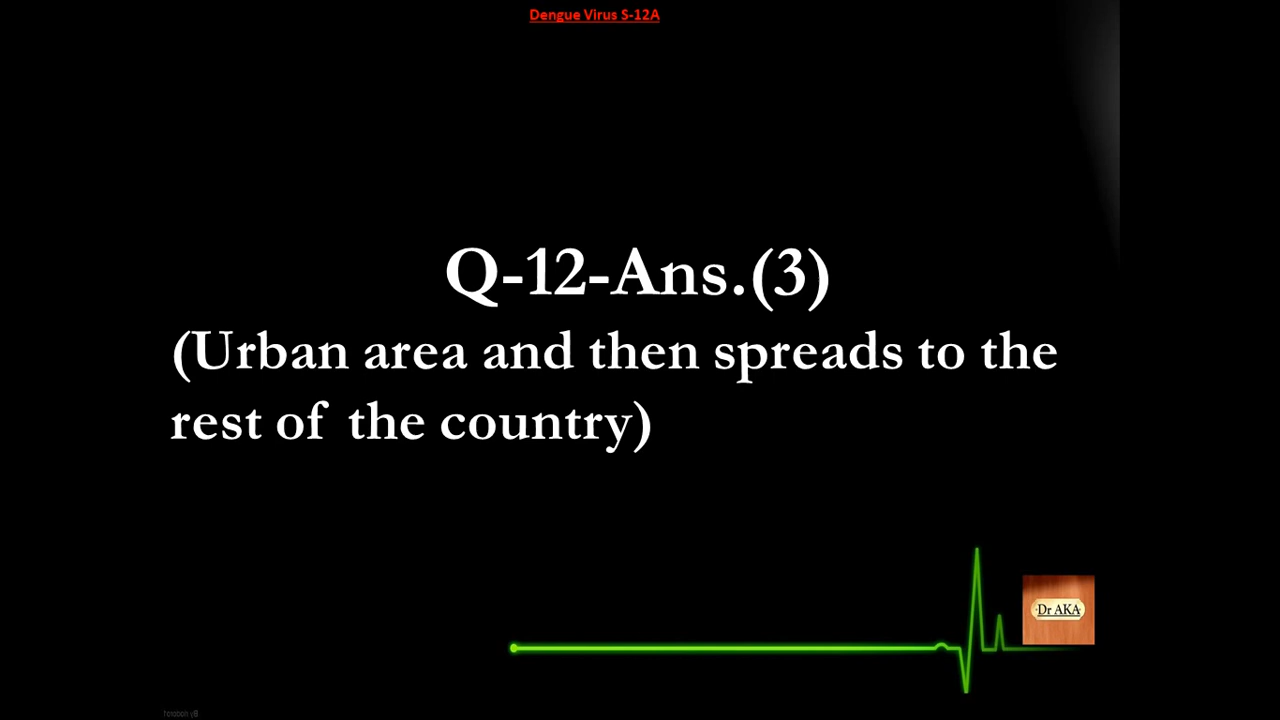 Dengue Virus S-12A
Q-12-Ans.(3)
(Urban area and then spreads to the
rest of the country)
Dr AKA